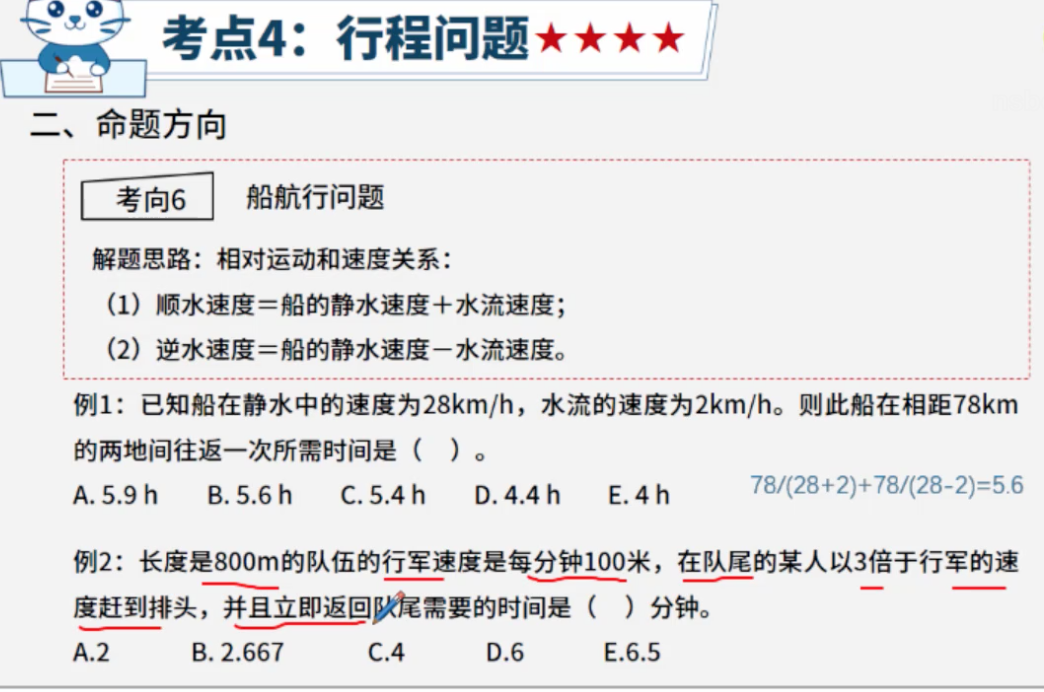 考点4：行程问题★★★★
二、命题方向
考向6 船航行问题
解题思路：相对运动和速度关系：
（1）顺水速度＝船的静水速度＋水流速度；
（2）逆水速度＝船的静水速度－水流速度。
例1：已知船在静水中的速度为28km/h，水流的速度为2km/h。则此船在相距78km
的两地间往返一次所需时间是（ ）。
A. 5.9 h B. 5.6 h C. 5.4 h D. 4.4 h E. 4 h
78/(28+2)+78/(28-2)=5.6
例2：长度是800m的队伍的行军速度是每分钟100米，在队尾的某人以3倍于行军的速
度赶到排头，并且立即返回队尾需要的时间是（ ）分钟。
A.2 B. 2.667 C.4 D.6 E.6.5